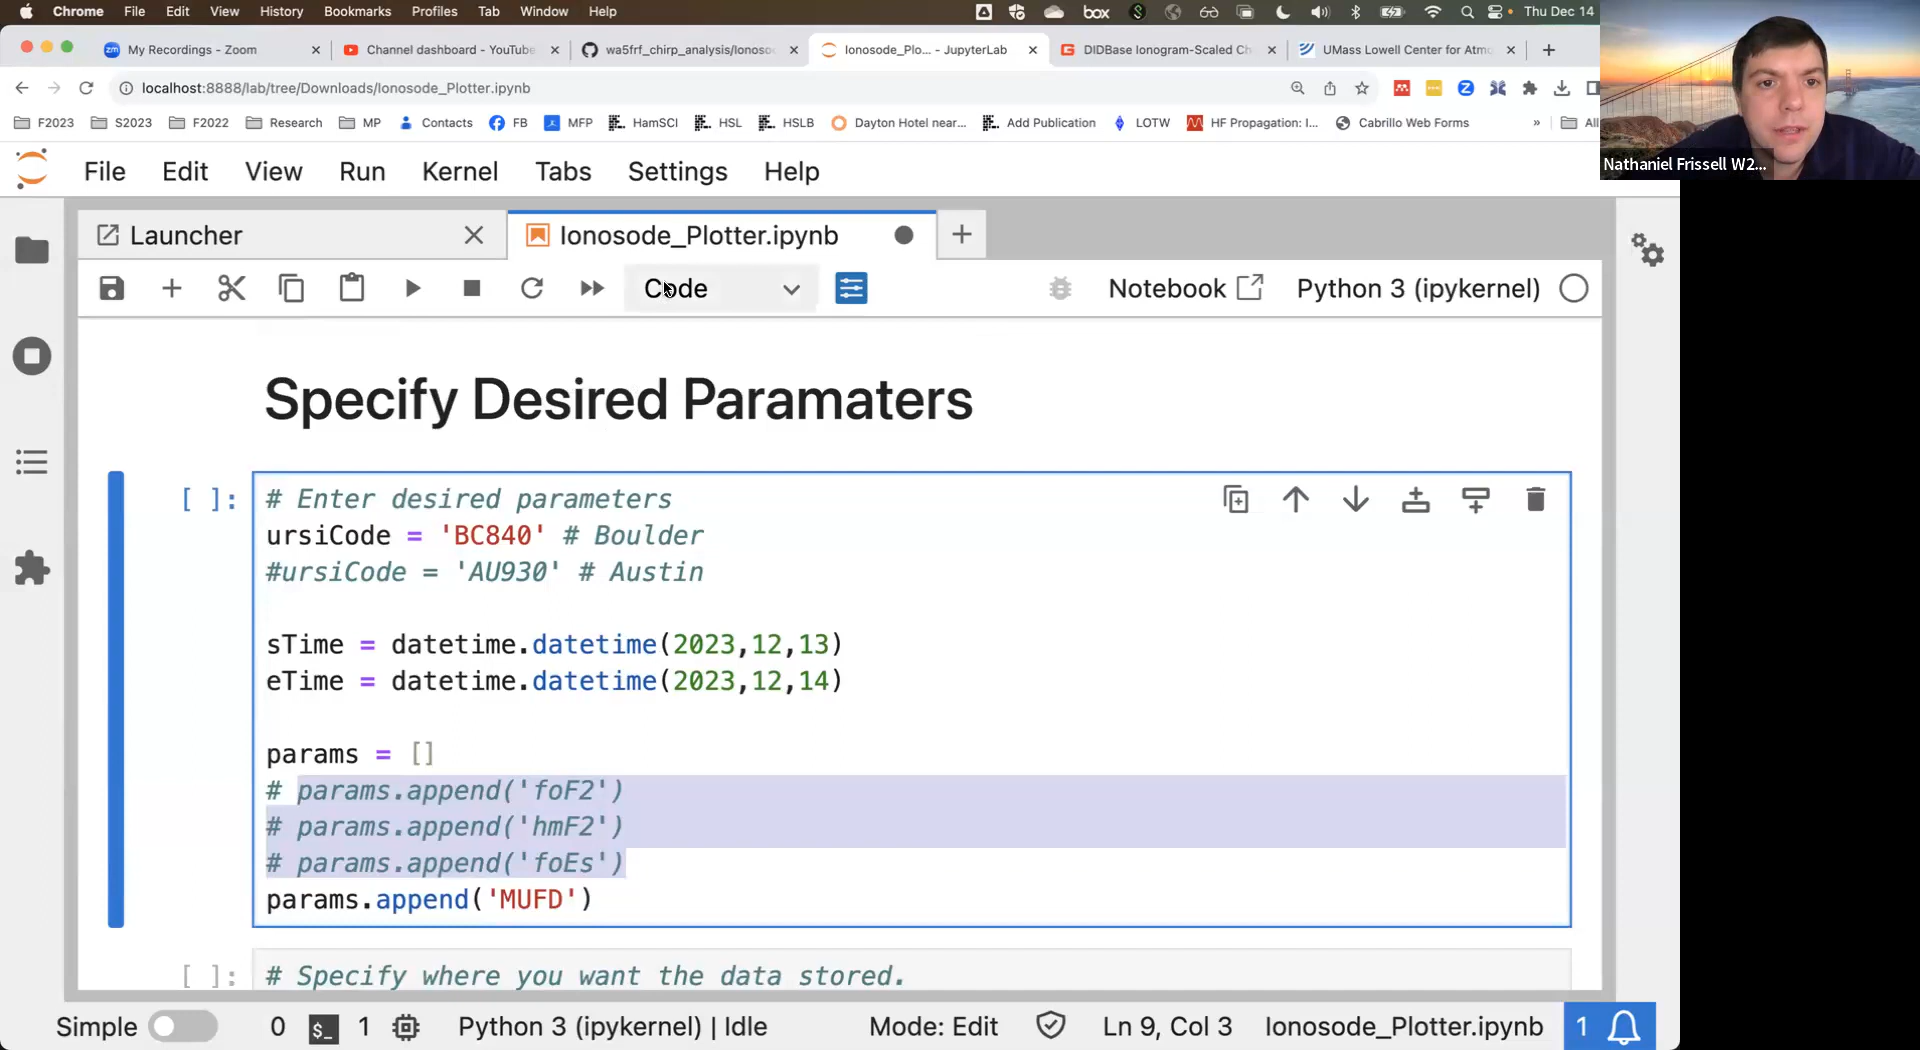 Chrome File Edit View History Bookmarks Profiles Tab Window Help box Thu Dec 14
My Recordings - Zoom Channel dashboard - YouTube wa5frf_chirp_analysis/Ionosod Ionosode_Plo... - JupyterLab DIDBase Ionogram-Scaled Ch UMass Lowell Center for Atmo
localhost:8888/lab/tree/Downloads/Ionosode_Plotter.ipynb
F2023 S2023 F2022 Research MP Contacts FB MFP HamSCI HSL HSLB Dayton Hotel near... Add Publication LOTW HF Propagation: I... Cabrillo Web Forms » All
Nathaniel Frissell W2...
File Edit View Run Kernel Tabs Settings Help
Launcher Ionosode_Plotter.ipynb
Code Notebook Python 3 (ipykernel)
Specify Desired Paramaters
[ ]: # Enter desired parameters
ursiCode = 'BC840' # Boulder
#ursiCode = 'AU930' # Austin
sTime = datetime.datetime(2023,12,13)
eTime = datetime.datetime(2023,12,14)
params = []
# params.append('foF2')
# params.append('hmF2')
# params.append('foEs')
params.append('MUFD')
[ ]: # Specify where you want the data stored.
Simple 0 $_ 1 Python 3 (ipykernel) | Idle Mode: Edit Ln 9, Col 3 Ionosode_Plotter.ipynb 1